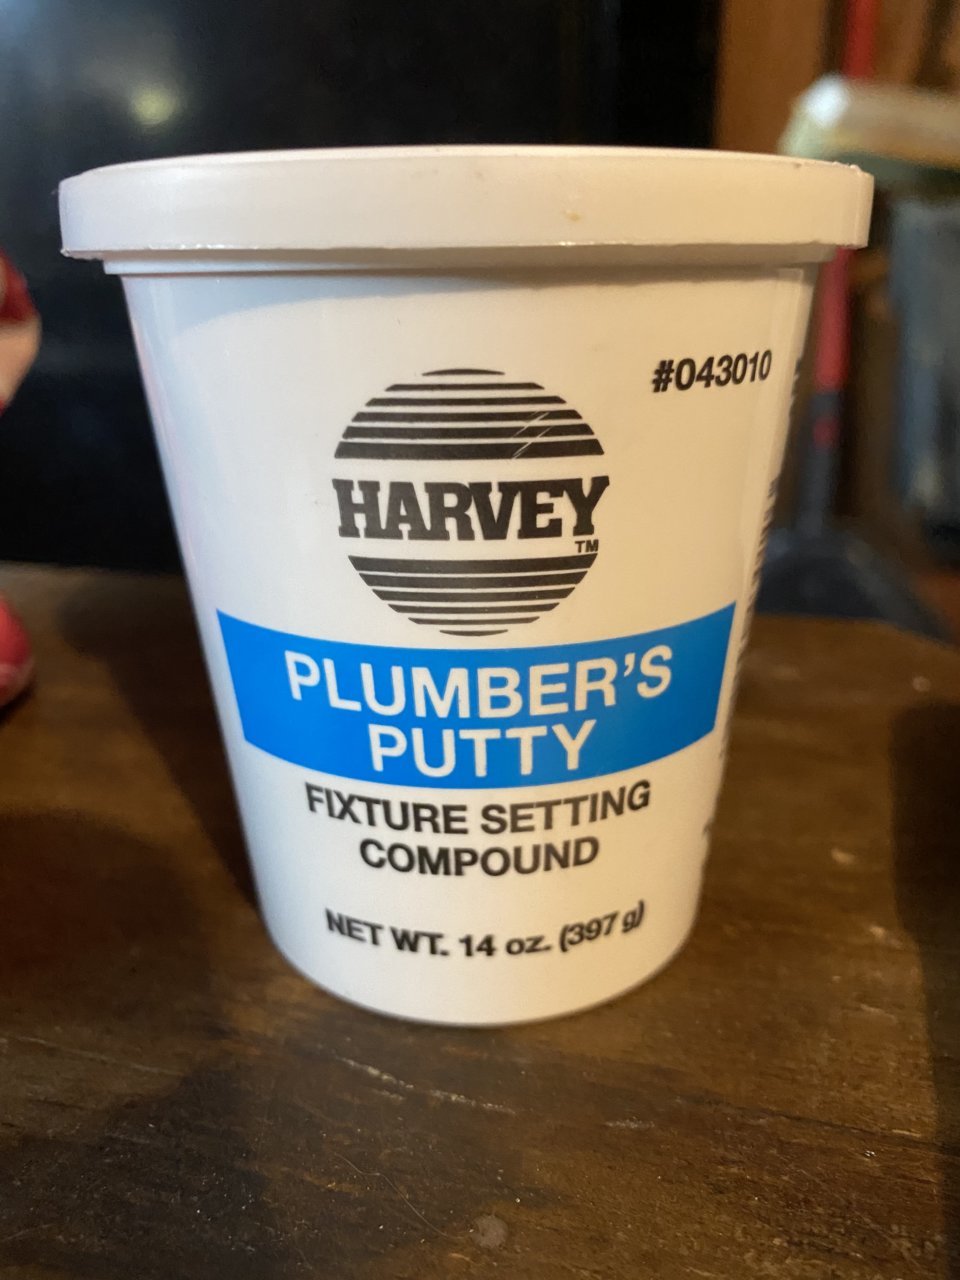 #043010
HARVEY
TM
PLUMBER'S
PUTTY
FIXTURE SETTING
COMPOUND
NET WT. 14 oz. (397 g)